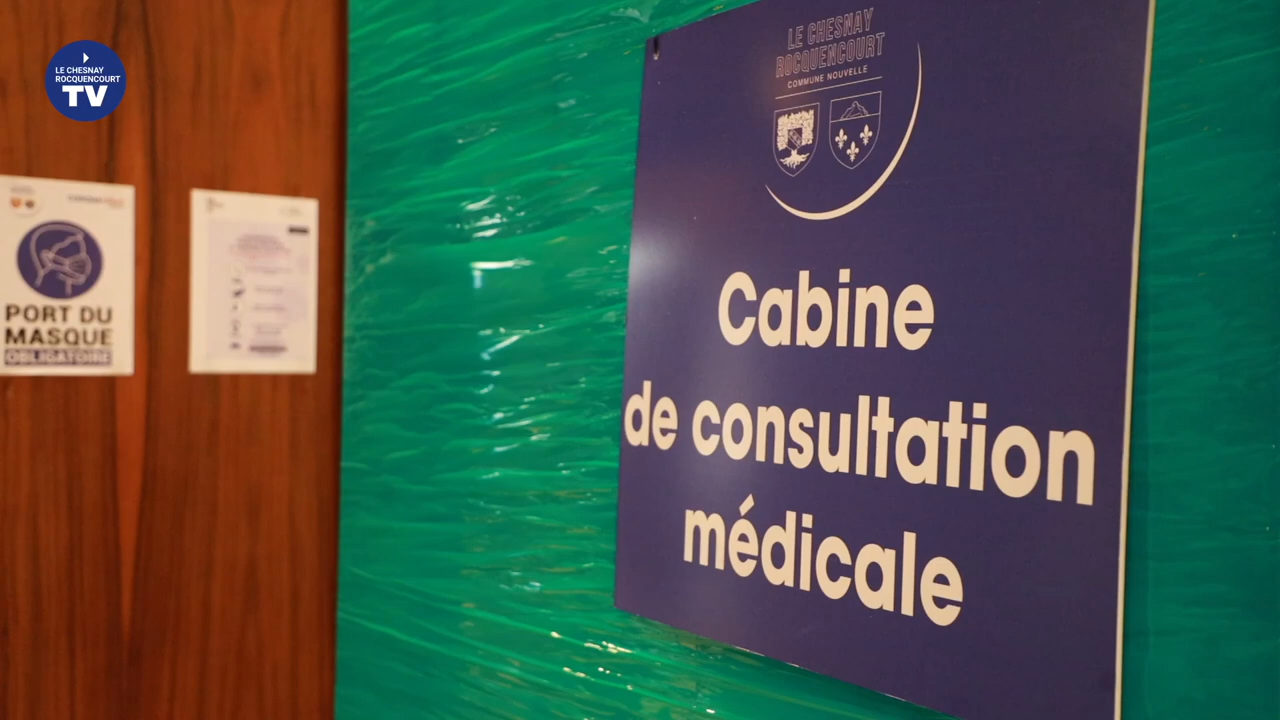 LE CHESNAY
ROCQUENCOURT
TV
PORT DU
MASQUE
OBLIGATOIRE
LE CHESNAY
ROCQUENCOURT
COMMUNE NOUVELLE
Cabine
de consultation
médicale